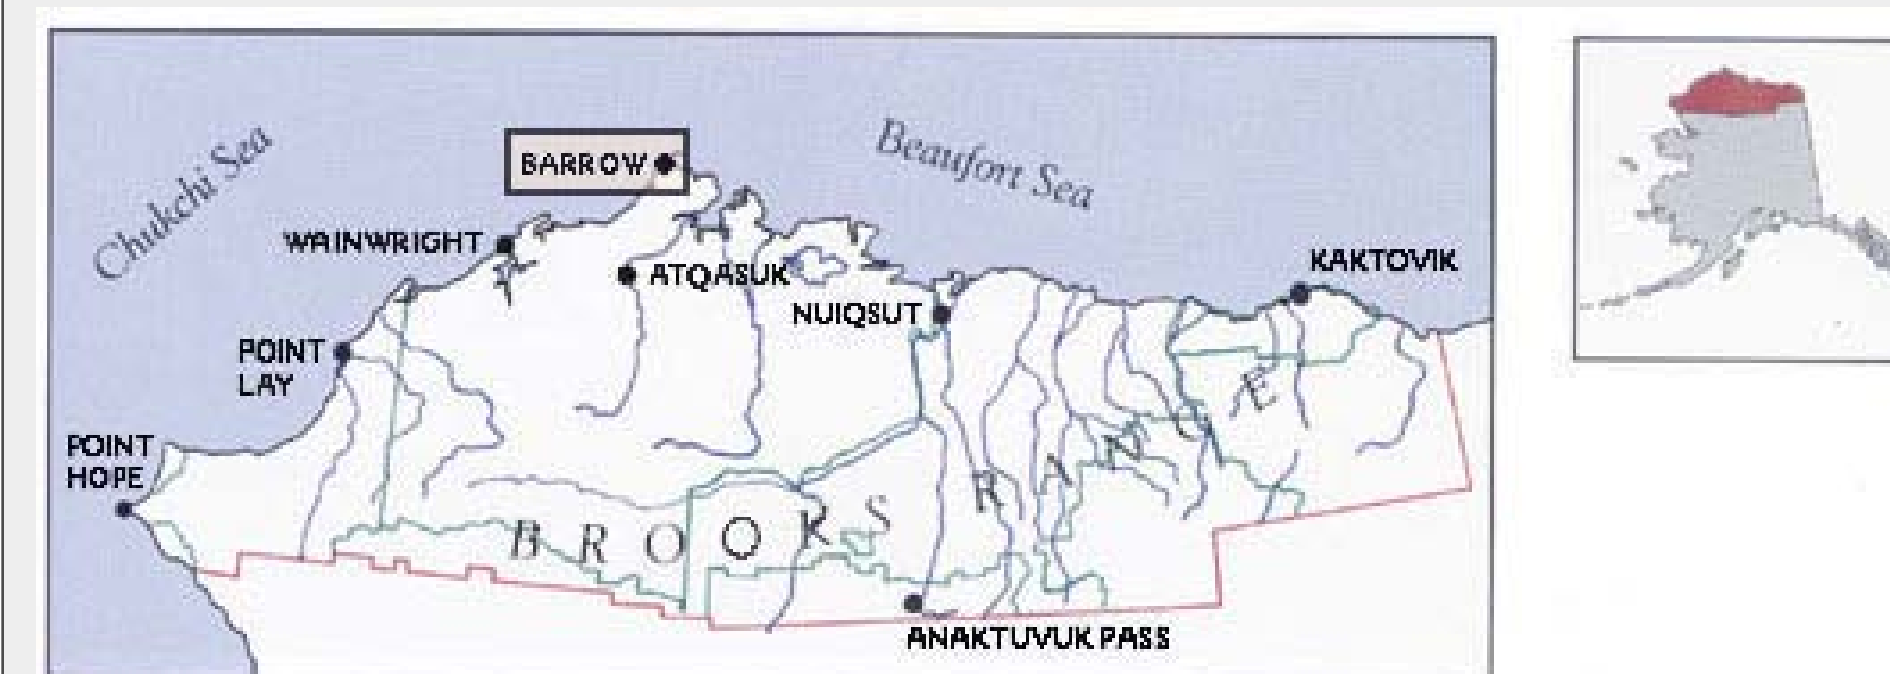 Chukchi Sea
Beaufort Sea
BARROW
WAINWRIGHT
ATQASUK
KAKTOVIK
NUIQSUT
POINT
LAY
POINT
HOPE
BROOKS RANGE
ANAKTUVUK PASS